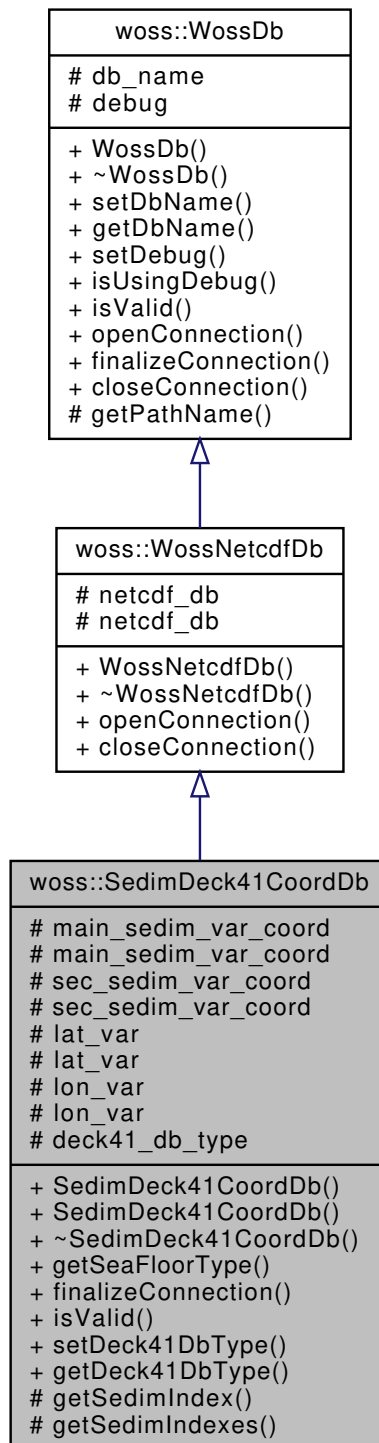 woss::WossDb
# db_name
# debug
+ WossDb()
+ ~WossDb()
+ setDbName()
+ getDbName()
+ setDebug()
+ isUsingDebug()
+ isValid()
+ openConnection()
+ finalizeConnection()
+ closeConnection()
# getPathName()
woss::WossNetcdfDb
# netcdf_db
# netcdf_db
+ WossNetcdfDb()
+ ~WossNetcdfDb()
+ openConnection()
+ closeConnection()
woss::SedimDeck41CoordDb
# main_sedim_var_coord
# main_sedim_var_coord
# sec_sedim_var_coord
# sec_sedim_var_coord
# lat_var
# lat_var
# lon_var
# lon_var
# deck41_db_type
+ SedimDeck41CoordDb()
+ SedimDeck41CoordDb()
+ ~SedimDeck41CoordDb()
+ getSeaFloorType()
+ finalizeConnection()
+ isValid()
+ setDeck41DbType()
+ getDeck41DbType()
# getSedimIndex()
# getSedimIndexes()